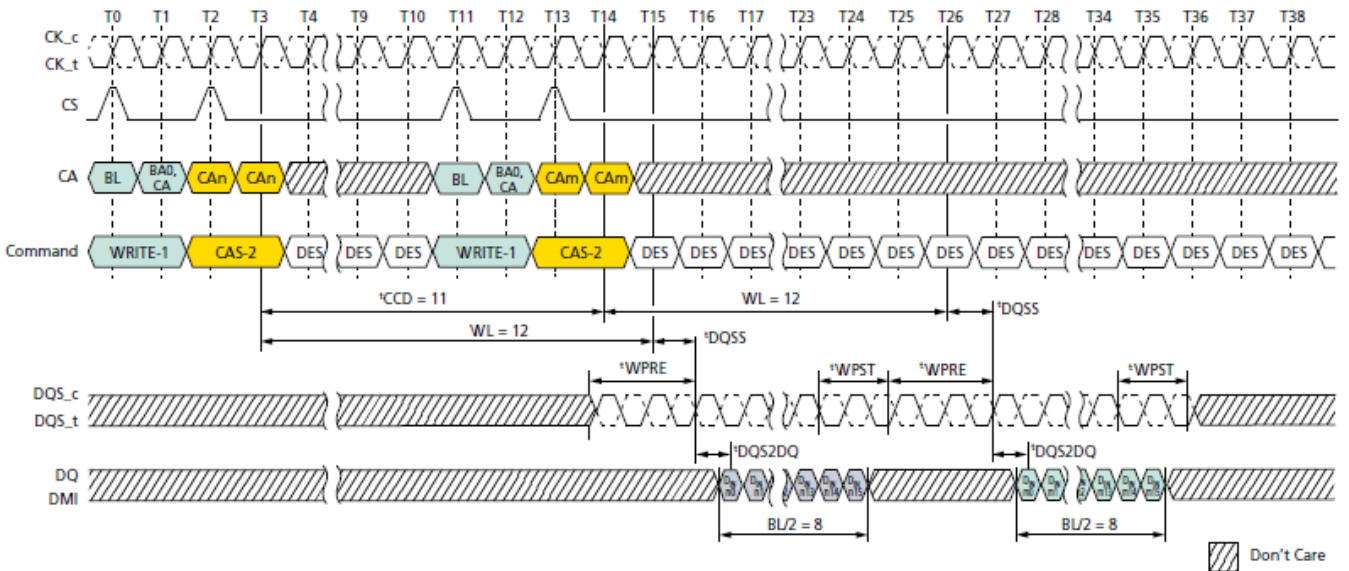 T0 T1 T2 T3 T4 T9 T10 T11 T12 T13 T14 T15 T16 T17 T23 T24 T25 T26 T27 T28 T34 T35 T36 T37 T38
CK_c
CK_t
CS
CA BL BA0, CA CAn CAn BL BA0, CA CAm CAm
Command WRITE-1 CAS-2 DES DES DES WRITE-1 CAS-2 DES DES DES DES DES DES DES DES DES DES DES DES DES DES
tCCD = 11 WL = 12 tDQSS
WL = 12 tDQSS
tWPRE tWPST tWPRE tWPST
DQS_c
DQS_t
tDQS2DQ tDQS2DQ
DQ
DMI
BL/2 = 8 BL/2 = 8
Don't Care